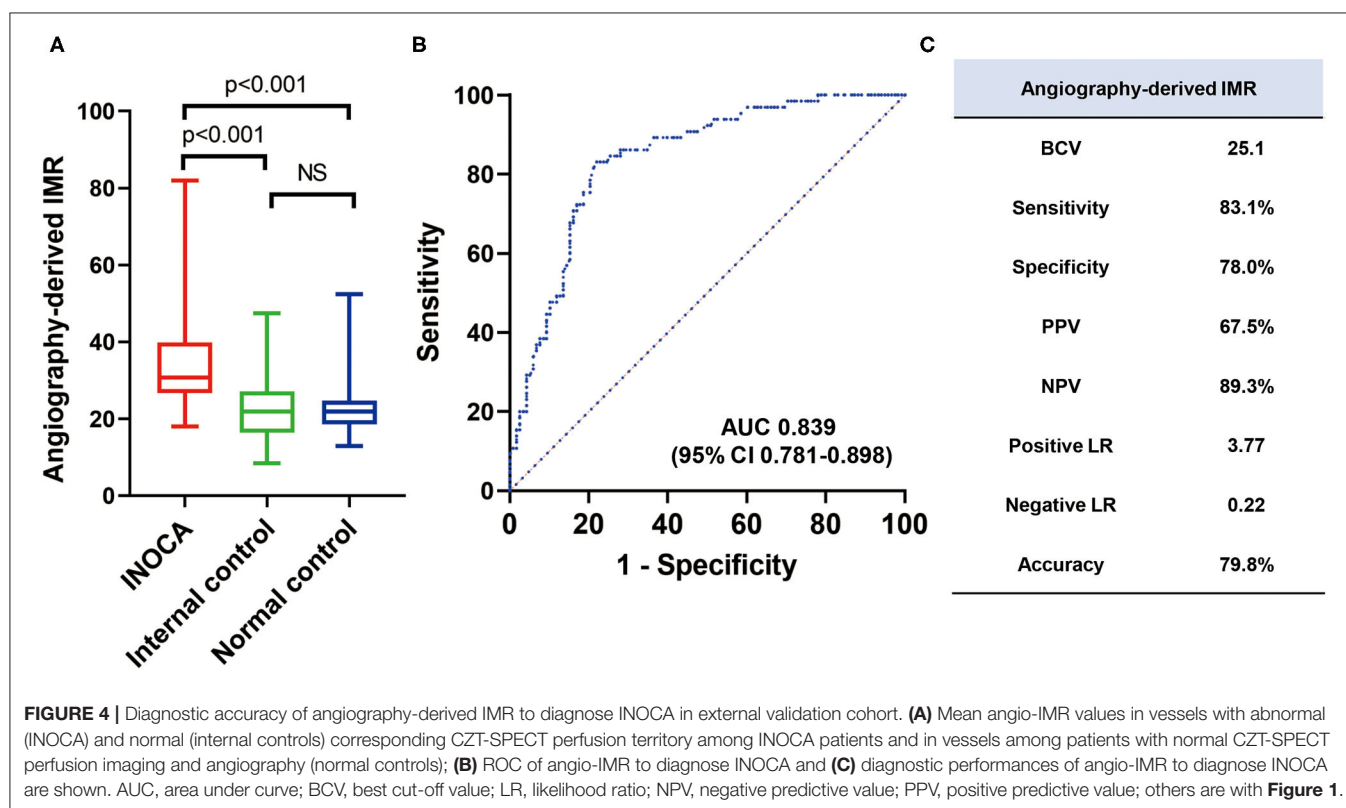 A
Angiography-derived IMR
100
80
60
40
20
0
p<0.001
p<0.001
NS
INOCA
Internal control
Normal control
B
Sensitivity
100
80
60
40
20
0
0 20 40 60 80 100
1 - Specificity
AUC 0.839
(95% CI 0.781-0.898)
C
Angiography-derived IMR
BCV 25.1
Sensitivity 83.1%
Specificity 78.0%
PPV 67.5%
NPV 89.3%
Positive LR 3.77
Negative LR 0.22
Accuracy 79.8%
FIGURE 4 | Diagnostic accuracy of angiography-derived IMR to diagnose INOCA in external validation cohort. (A) Mean angio-IMR values in vessels with abnormal
(INOCA) and normal (internal controls) corresponding CZT-SPECT perfusion territory among INOCA patients and in vessels among patients with normal CZT-SPECT
perfusion imaging and angiography (normal controls); (B) ROC of angio-IMR to diagnose INOCA and (C) diagnostic performances of angio-IMR to diagnose INOCA
are shown. AUC, area under curve; BCV, best cut-off value; LR, likelihood ratio; NPV, negative predictive value; PPV, positive predictive value; others are with Figure 1.